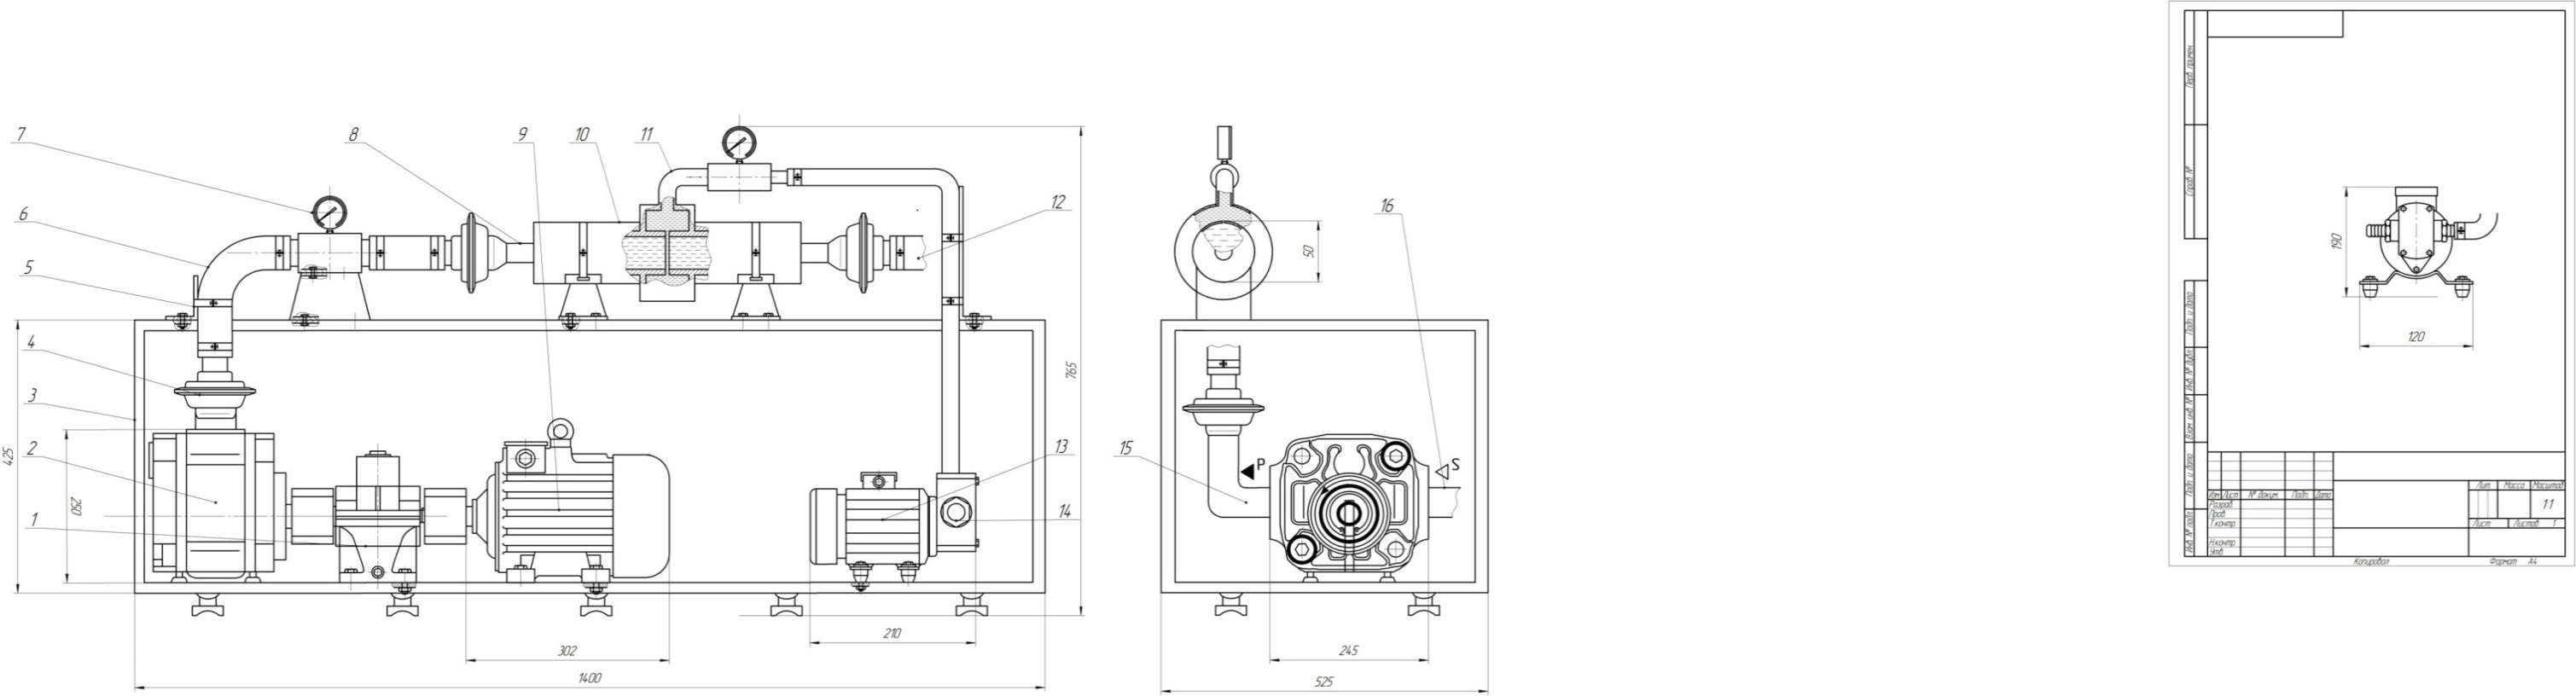 7
8
9
10
11
6
5
4
3
2
1
12
13
14
425
250
765
302
210
1400
16
15
50
P
S
245
525
190
120
Перв. примен.
Справ. №
Подп. и дата
Инв. № дубл.
Взам. инв. №
Подп. и дата
Инв. № подл.
Изм. Лист № докум. Подп. Дата
Разраб.
Пров.
Т.контр.
Н.контр.
Утв.
Лит. Масса Масштаб
1:1
Лист Листов 1
Копировал Формат А4